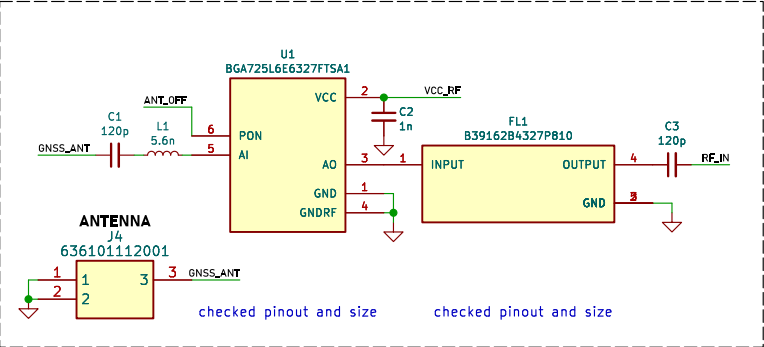 U1
BGA725L6E6327FTSA1
VCC
2
VCC_RF
C2
1n
ANT_OFF
6
PON
C1
120p
L1
5.6n
GNSS_ANT
5
AI
AO
3
GND
1
GNDRF
4
FL1
B39162B4327P810
1
INPUT
OUTPUT
4
GND
C3
120p
RF_IN
ANTENNA
J4
636101112001
1
1
2
2
3
3
GNSS_ANT
checked pinout and size
checked pinout and size